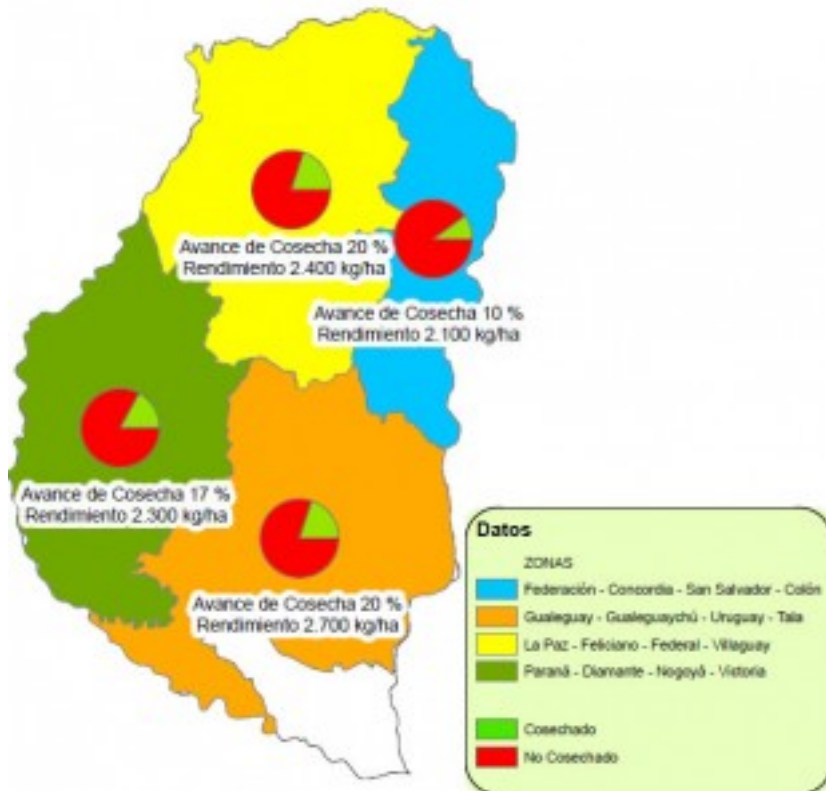 Avance de Cosecha 20 %
Rendimiento 2.400 kg/ha
Avance de Cosecha 10 %
Rendimiento 2.100 kg/ha
Avance de Cosecha 17 %
Rendimiento 2.300 kg/ha
Avance de Cosecha 20 %
Rendimiento 2.700 kg/ha
Datos
ZONAS
Federación - Concordia - San Salvador - Colón
Gualeguay - Gualeguaychú - Uruguay - Tala
La Paz - Feliciano - Federal - Villaguay
Paraná - Diamante - Nogoyá - Victoria
Cosechado
No Cosechado